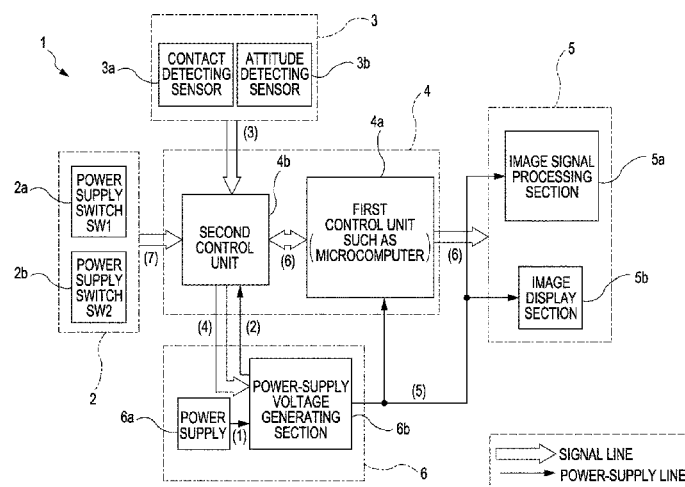 1
3
3a
CONTACT
DETECTING
SENSOR
ATTITUDE
DETECTING
SENSOR
3b
(3)
4
4a
4b
5
IMAGE SIGNAL
PROCESSING
SECTION
5a
2a
POWER
SUPPLY
SWITCH
SW1
2b
POWER
SUPPLY
SWITCH
SW2
2
(7)
SECOND
CONTROL
UNIT
(6)
FIRST
CONTROL UNIT
(SUCH AS
MICROCOMPUTER)
(6)
IMAGE
DISPLAY
SECTION
5b
(4)
(2)
(5)
6a
POWER
SUPPLY
(1)
POWER-SUPPLY
VOLTAGE
GENERATING
SECTION
6b
6
SIGNAL LINE
POWER-SUPPLY LINE